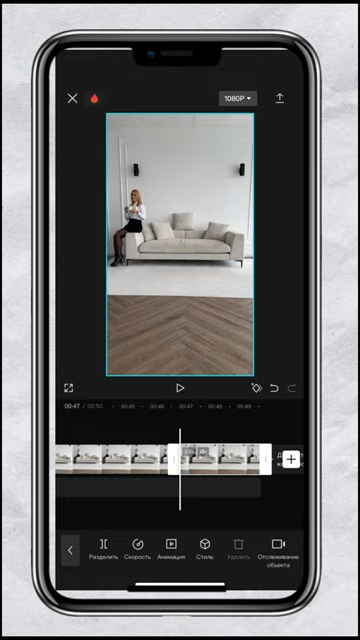 1080P
00:47 / 00:50
00:45
00:46
00:47
00:48
00:49
Разделить
Скорость
Анимация
Стиль
Удалить
Отслеживание
объекта